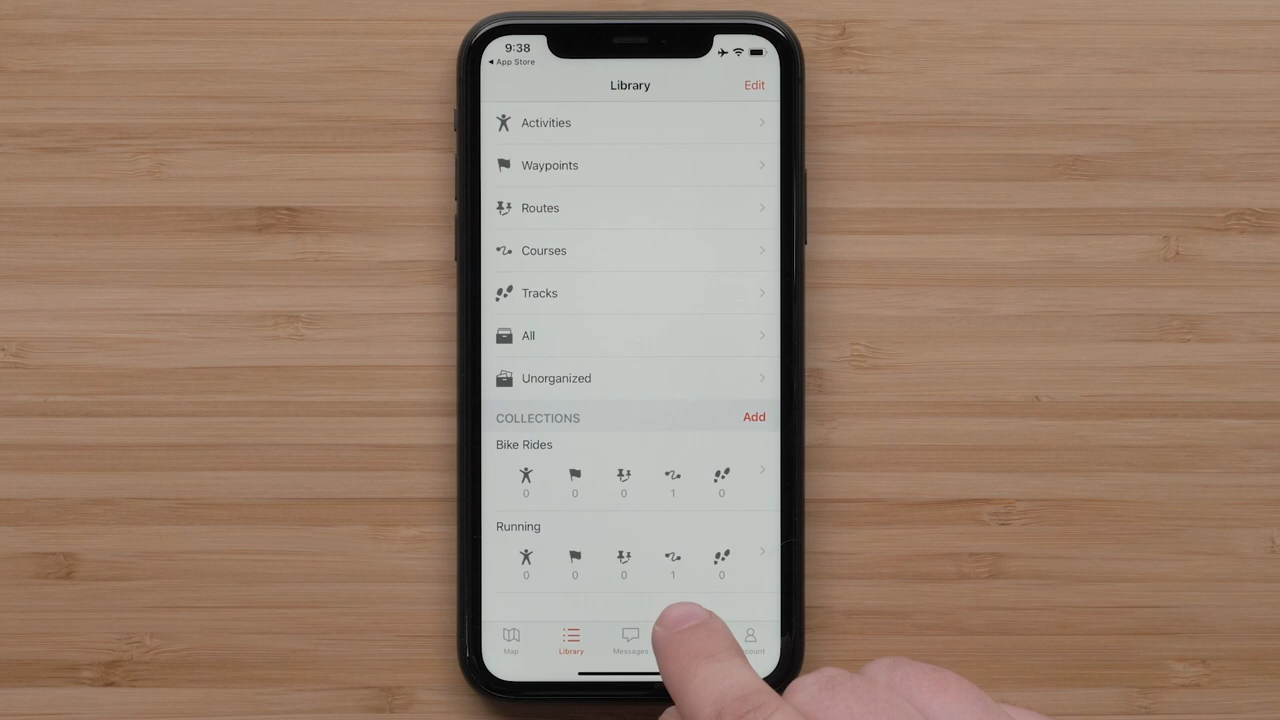 9:38
◀ App Store
Library
Edit
Activities
Waypoints
Routes
Courses
Tracks
All
Unorganized
COLLECTIONS
Add
Bike Rides
0 0 0 1 0
Running
0 0 0 1 0
Map
Library
Messages